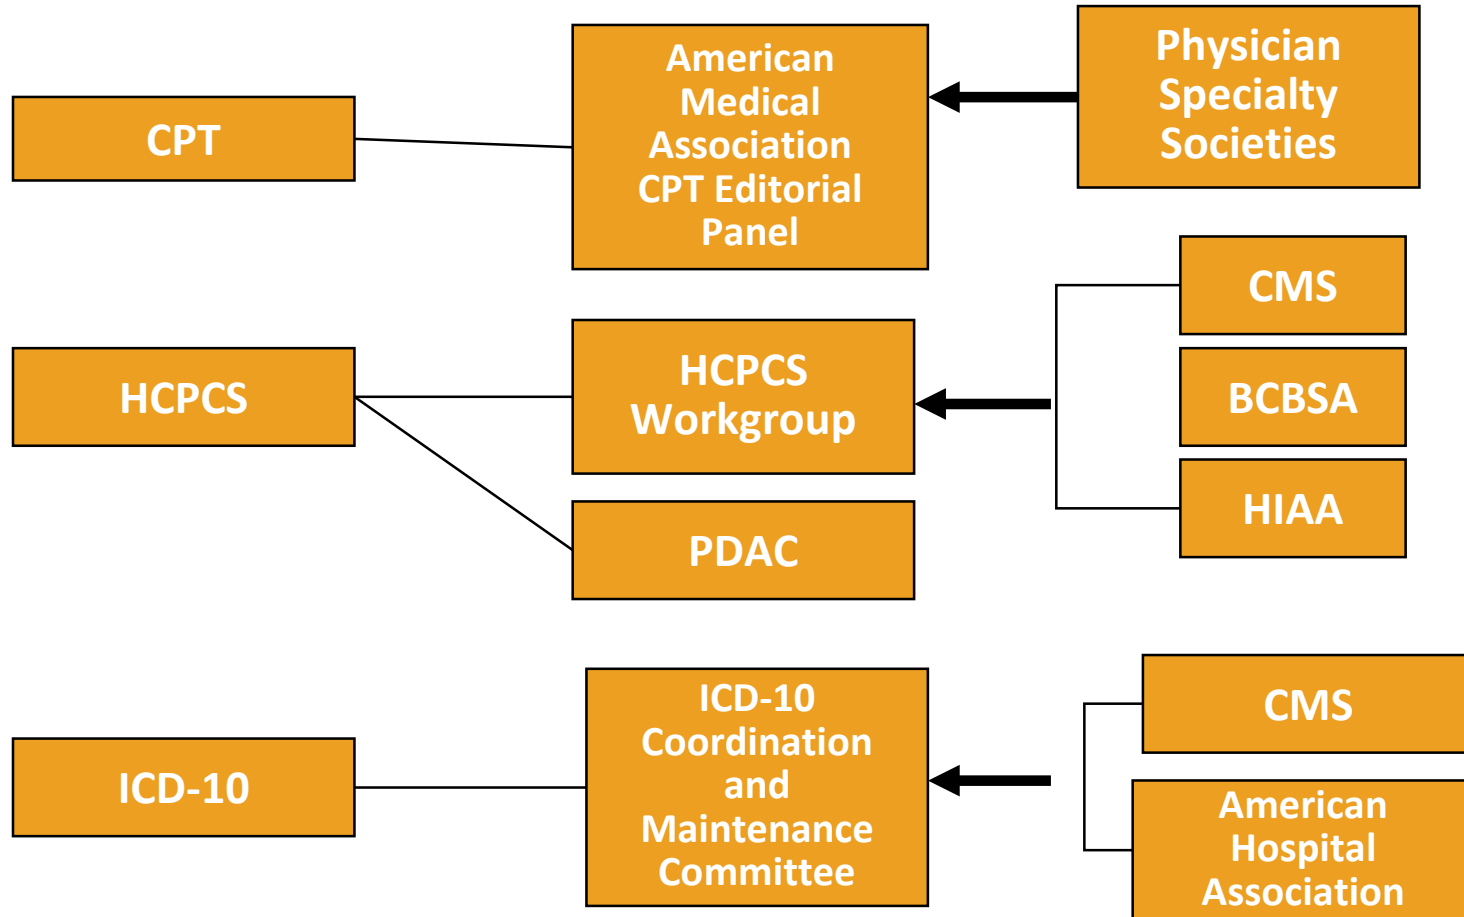 CPT
American
Medical
Association
CPT Editorial
Panel
Physician
Specialty
Societies
HCPCS
HCPCS
Workgroup
PDAC
CMS
BCBSA
HIAA
ICD-10
ICD-10
Coordination
and
Maintenance
Committee
CMS
American
Hospital
Association